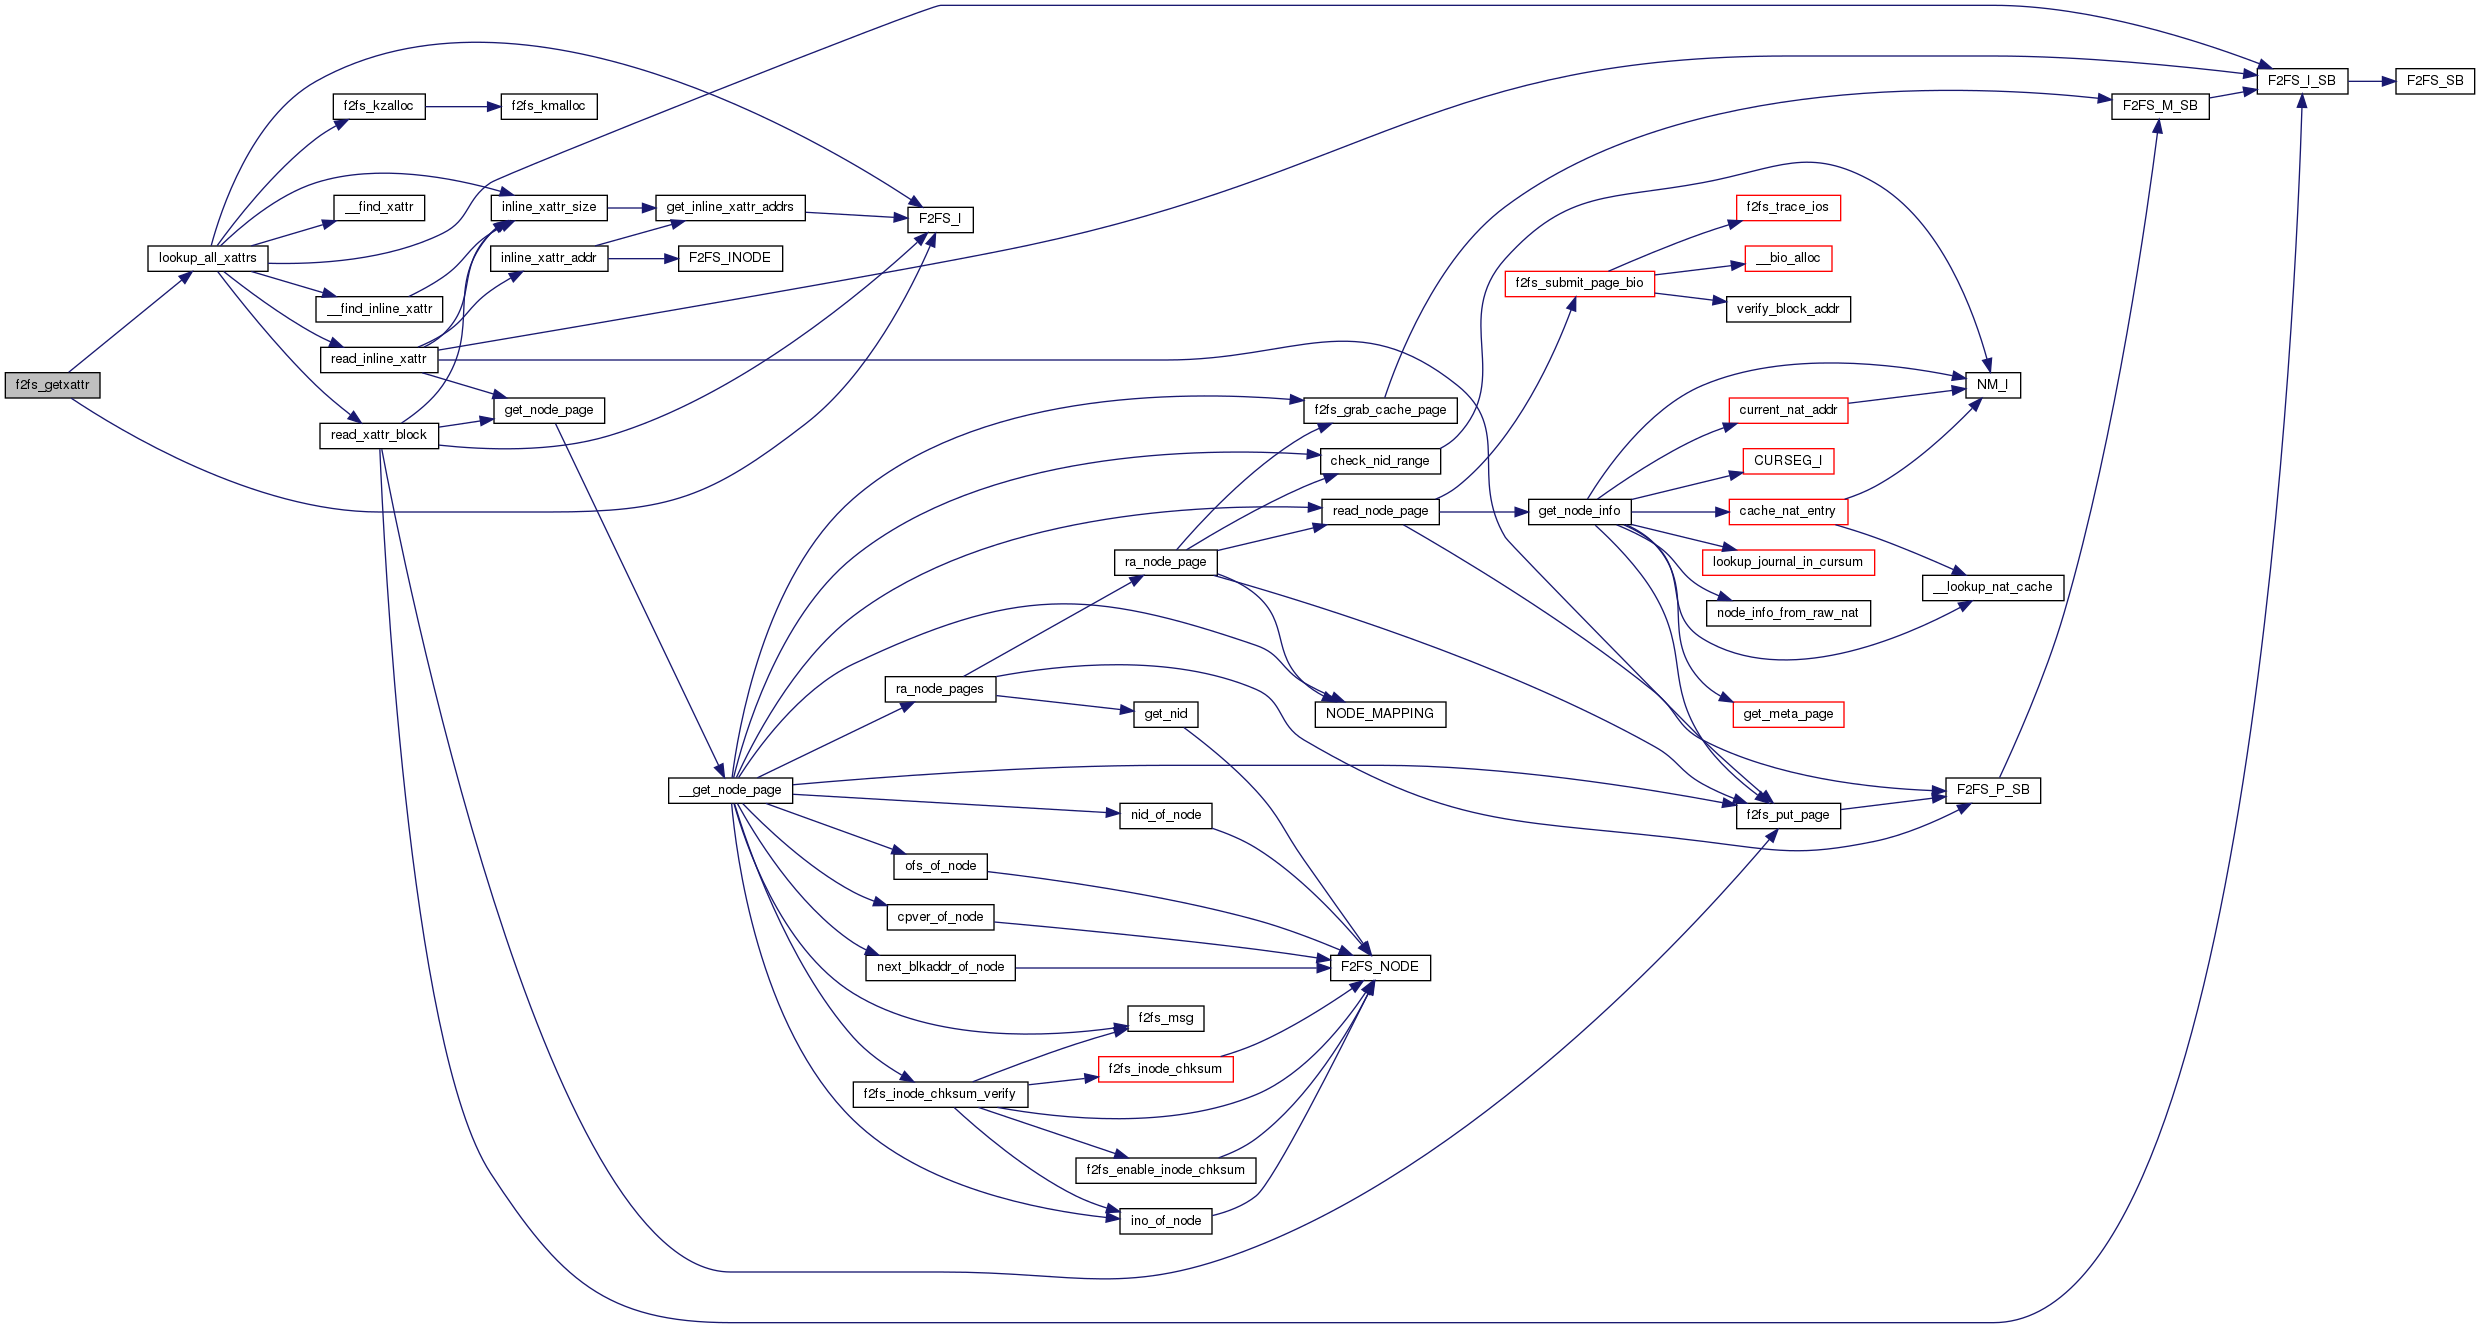 f2fs_getxattr
lookup_all_xattrs
f2fs_kzalloc
f2fs_kmalloc
__find_xattr
__find_inline_xattr
read_inline_xattr
read_xattr_block
inline_xattr_size
inline_xattr_addr
get_node_page
get_inline_xattr_addrs
F2FS_INODE
F2FS_I
__get_node_page
ra_node_pages
ofs_of_node
cpver_of_node
next_blkaddr_of_node
f2fs_inode_chksum_verify
ra_node_page
get_nid
nid_of_node
f2fs_msg
f2fs_inode_chksum
f2fs_enable_inode_chksum
ino_of_node
f2fs_grab_cache_page
check_nid_range
read_node_page
NODE_MAPPING
F2FS_NODE
f2fs_submit_page_bio
get_node_info
f2fs_trace_ios
__bio_alloc
verify_block_addr
current_nat_addr
CURSEG_I
cache_nat_entry
lookup_journal_in_cursum
node_info_from_raw_nat
get_meta_page
f2fs_put_page
NM_I
__lookup_nat_cache
F2FS_P_SB
F2FS_M_SB
F2FS_I_SB
F2FS_SB